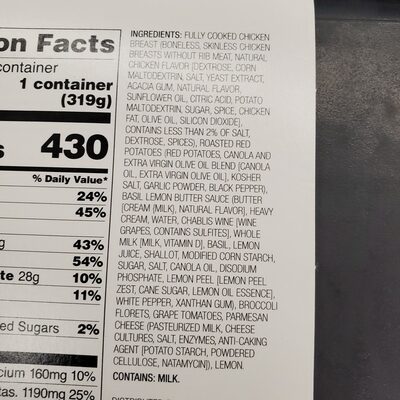 on Facts
container
1 container
(319g)
s 430
% Daily Value*
24%
45%
g 43%
54%
te 28g 10%
11%
ed Sugars 2%
cium 160mg 10%
tas. 1190mg 25%
INGREDIENTS: FULLY COOKED CHICKEN
BREAST (BONELESS, SKINLESS CHICKEN
BREASTS WITHOUT RIB MEAT, NATURAL
CHICKEN FLAVOR [DEXTROSE, CORN
MALTODEXTRIN, SALT, YEAST EXTRACT,
ACACIA GUM, NATURAL FLAVOR,
SUNFLOWER OIL, CITRIC ACID, POTATO
MALTODEXTRIN, SUGAR, SPICE, CHICKEN
FAT, OLIVE OIL, SILICON DIOXIDE],
CONTAINS LESS THAN 2% OF SALT,
DEXTROSE, SPICES), ROASTED RED
POTATOES (RED POTATOES, CANOLA AND
EXTRA VIRGIN OLIVE OIL BLEND [CANOLA
OIL, EXTRA VIRGIN OLIVE OIL], KOSHER
SALT, GARLIC POWDER, BLACK PEPPER),
BASIL LEMON BUTTER SAUCE (BUTTER
[CREAM {MILK}, NATURAL FLAVOR], HEAVY
CREAM, WATER, CHABLIS WINE [WINE
GRAPES, CONTAINS SULFITES], WHOLE
MILK [MILK, VITAMIN D], BASIL, LEMON
JUICE, SHALLOT, MODIFIED CORN STARCH,
SUGAR, SALT, CANOLA OIL, DISODIUM
PHOSPHATE, LEMON PEEL [LEMON PEEL
ZEST, CANE SUGAR, LEMON OIL ESSENCE],
WHITE PEPPER, XANTHAN GUM), BROCCOLI
FLORETS, GRAPE TOMATOES, PARMESAN
CHEESE (PASTEURIZED MILK, CHEESE
CULTURES, SALT, ENZYMES, ANTI-CAKING
AGENT [POTATO STARCH, POWDERED
CELLULOSE, NATAMYCIN]), LEMON.
CONTAINS: MILK.